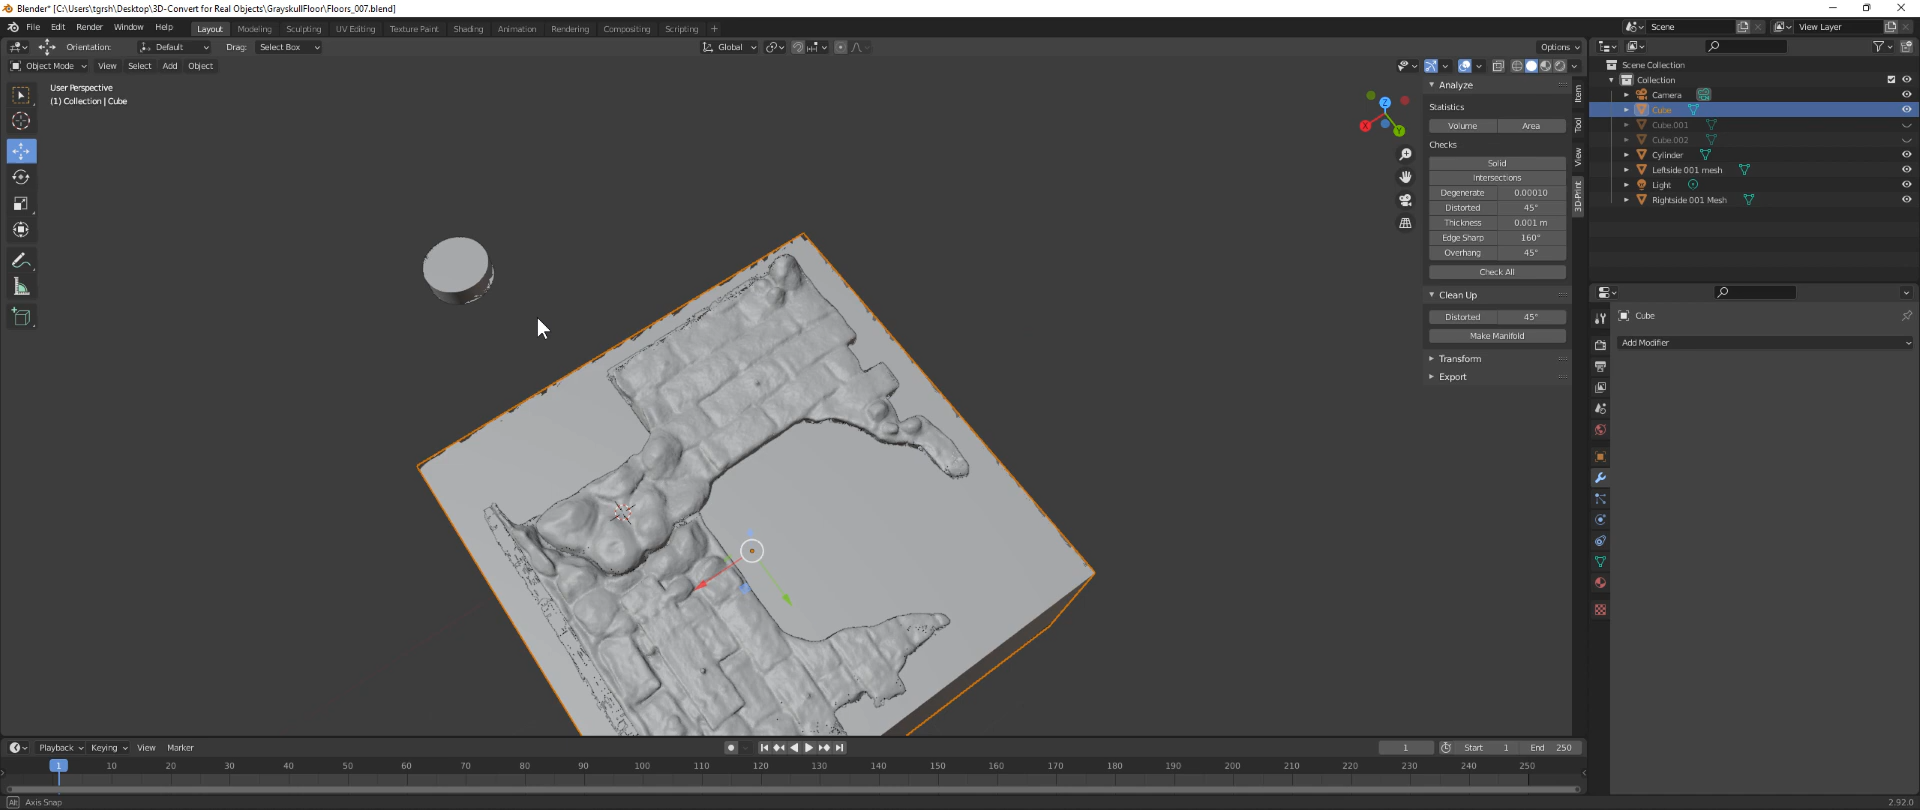 Blender* [C:\Users\tgrsh\Desktop\3D-Convert for Real Objects\GrayskullFloor\Floors_007.blend]
File Edit Render Window Help Layout Modeling Sculpting UV Editing Texture Paint Shading Animation Rendering Compositing Scripting + Scene View Layer
Orientation: Default Drag: Select Box Global Options
Object Mode View Select Add Object
User Perspective
(1) Collection | Cube
X
Y
Z
Analyze
Statistics
Volume Area
Checks
Solid
Intersections
Degenerate 0.00010
Distorted 45°
Thickness 0.001 m
Edge Sharp 160°
Overhang 45°
Check All
Clean Up
Distorted 45°
Make Manifold
Transform
Export
Item
Tool
View
3D-Print
Scene Collection
Collection
Camera
Cube
Cube.001
Cube.002
Cylinder
Leftside 001 mesh
Light
Rightside 001 Mesh
Cube
Add Modifier
Playback Keying View Marker 1 Start 1 End 250
1 10 20 30 40 50 60 70 80 90 100 110 120 130 140 150 160 170 180 190 200 210 220 230 240 250
Alt Axis Snap 2.92.0